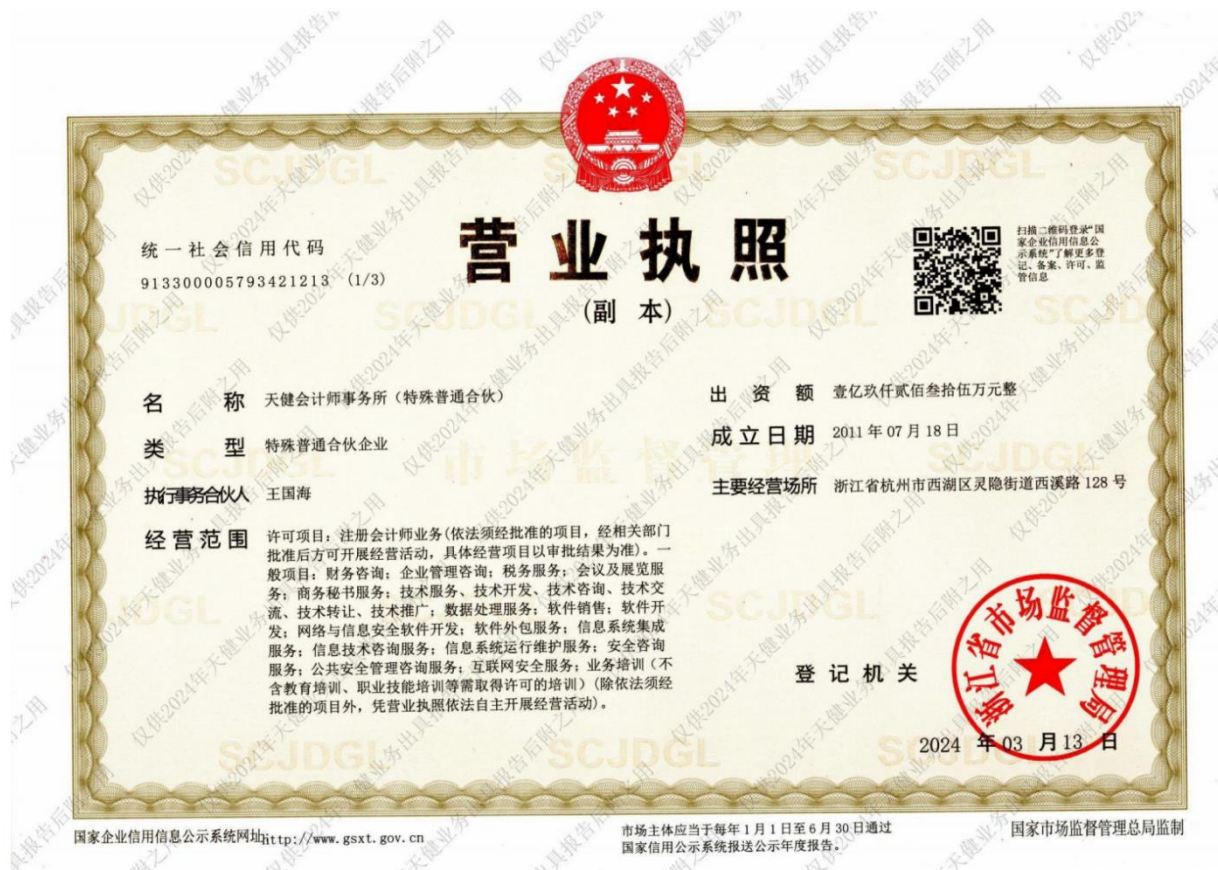 营业执照
(副 本)
统一社会信用代码
913300005793421213 (1/3)
扫描二维码登录“国
家企业信用信息公
示系统”了解更多登
记、备案、许可、监
管信息
名 称 天健会计师事务所（特殊普通合伙）
类 型 特殊普通合伙企业
执行事务合伙人 王国海
经营范围 许可项目：注册会计师业务(依法须经批准的项目，经相关部门
批准后方可开展经营活动，具体经营项目以审批结果为准)。一
般项目：财务咨询；企业管理咨询；税务服务；会议及展览服
务；商务秘书服务；技术服务、技术开发、技术咨询、技术交
流、技术转让、技术推广；数据处理服务；软件销售；软件开
发；网络与信息安全软件开发；软件外包服务；信息系统集成
服务；信息技术咨询服务；信息系统运行维护服务；安全咨询
服务；公共安全管理咨询服务；互联网安全服务；业务培训（不
含教育培训、职业技能培训等需取得许可的培训）(除依法须经
批准的项目外，凭营业执照依法自主开展经营活动)。
出 资 额 壹亿玖仟贰佰叁拾伍万元整
成立日期 2011年07月18日
主要经营场所 浙江省杭州市西湖区灵隐街道西溪路128号
登记机关
浙江省市场监督管理局
2024 年 03 月 13 日
国家企业信用信息公示系统网址http://www.gsxt.gov.cn
市场主体应当于每年1月1日至6月30日通过
国家信用公示系统报送公示年度报告。
国家市场监督管理总局监制
SCJDGL
市场监督管理
仅供2024年天健业务出具报告后附之用